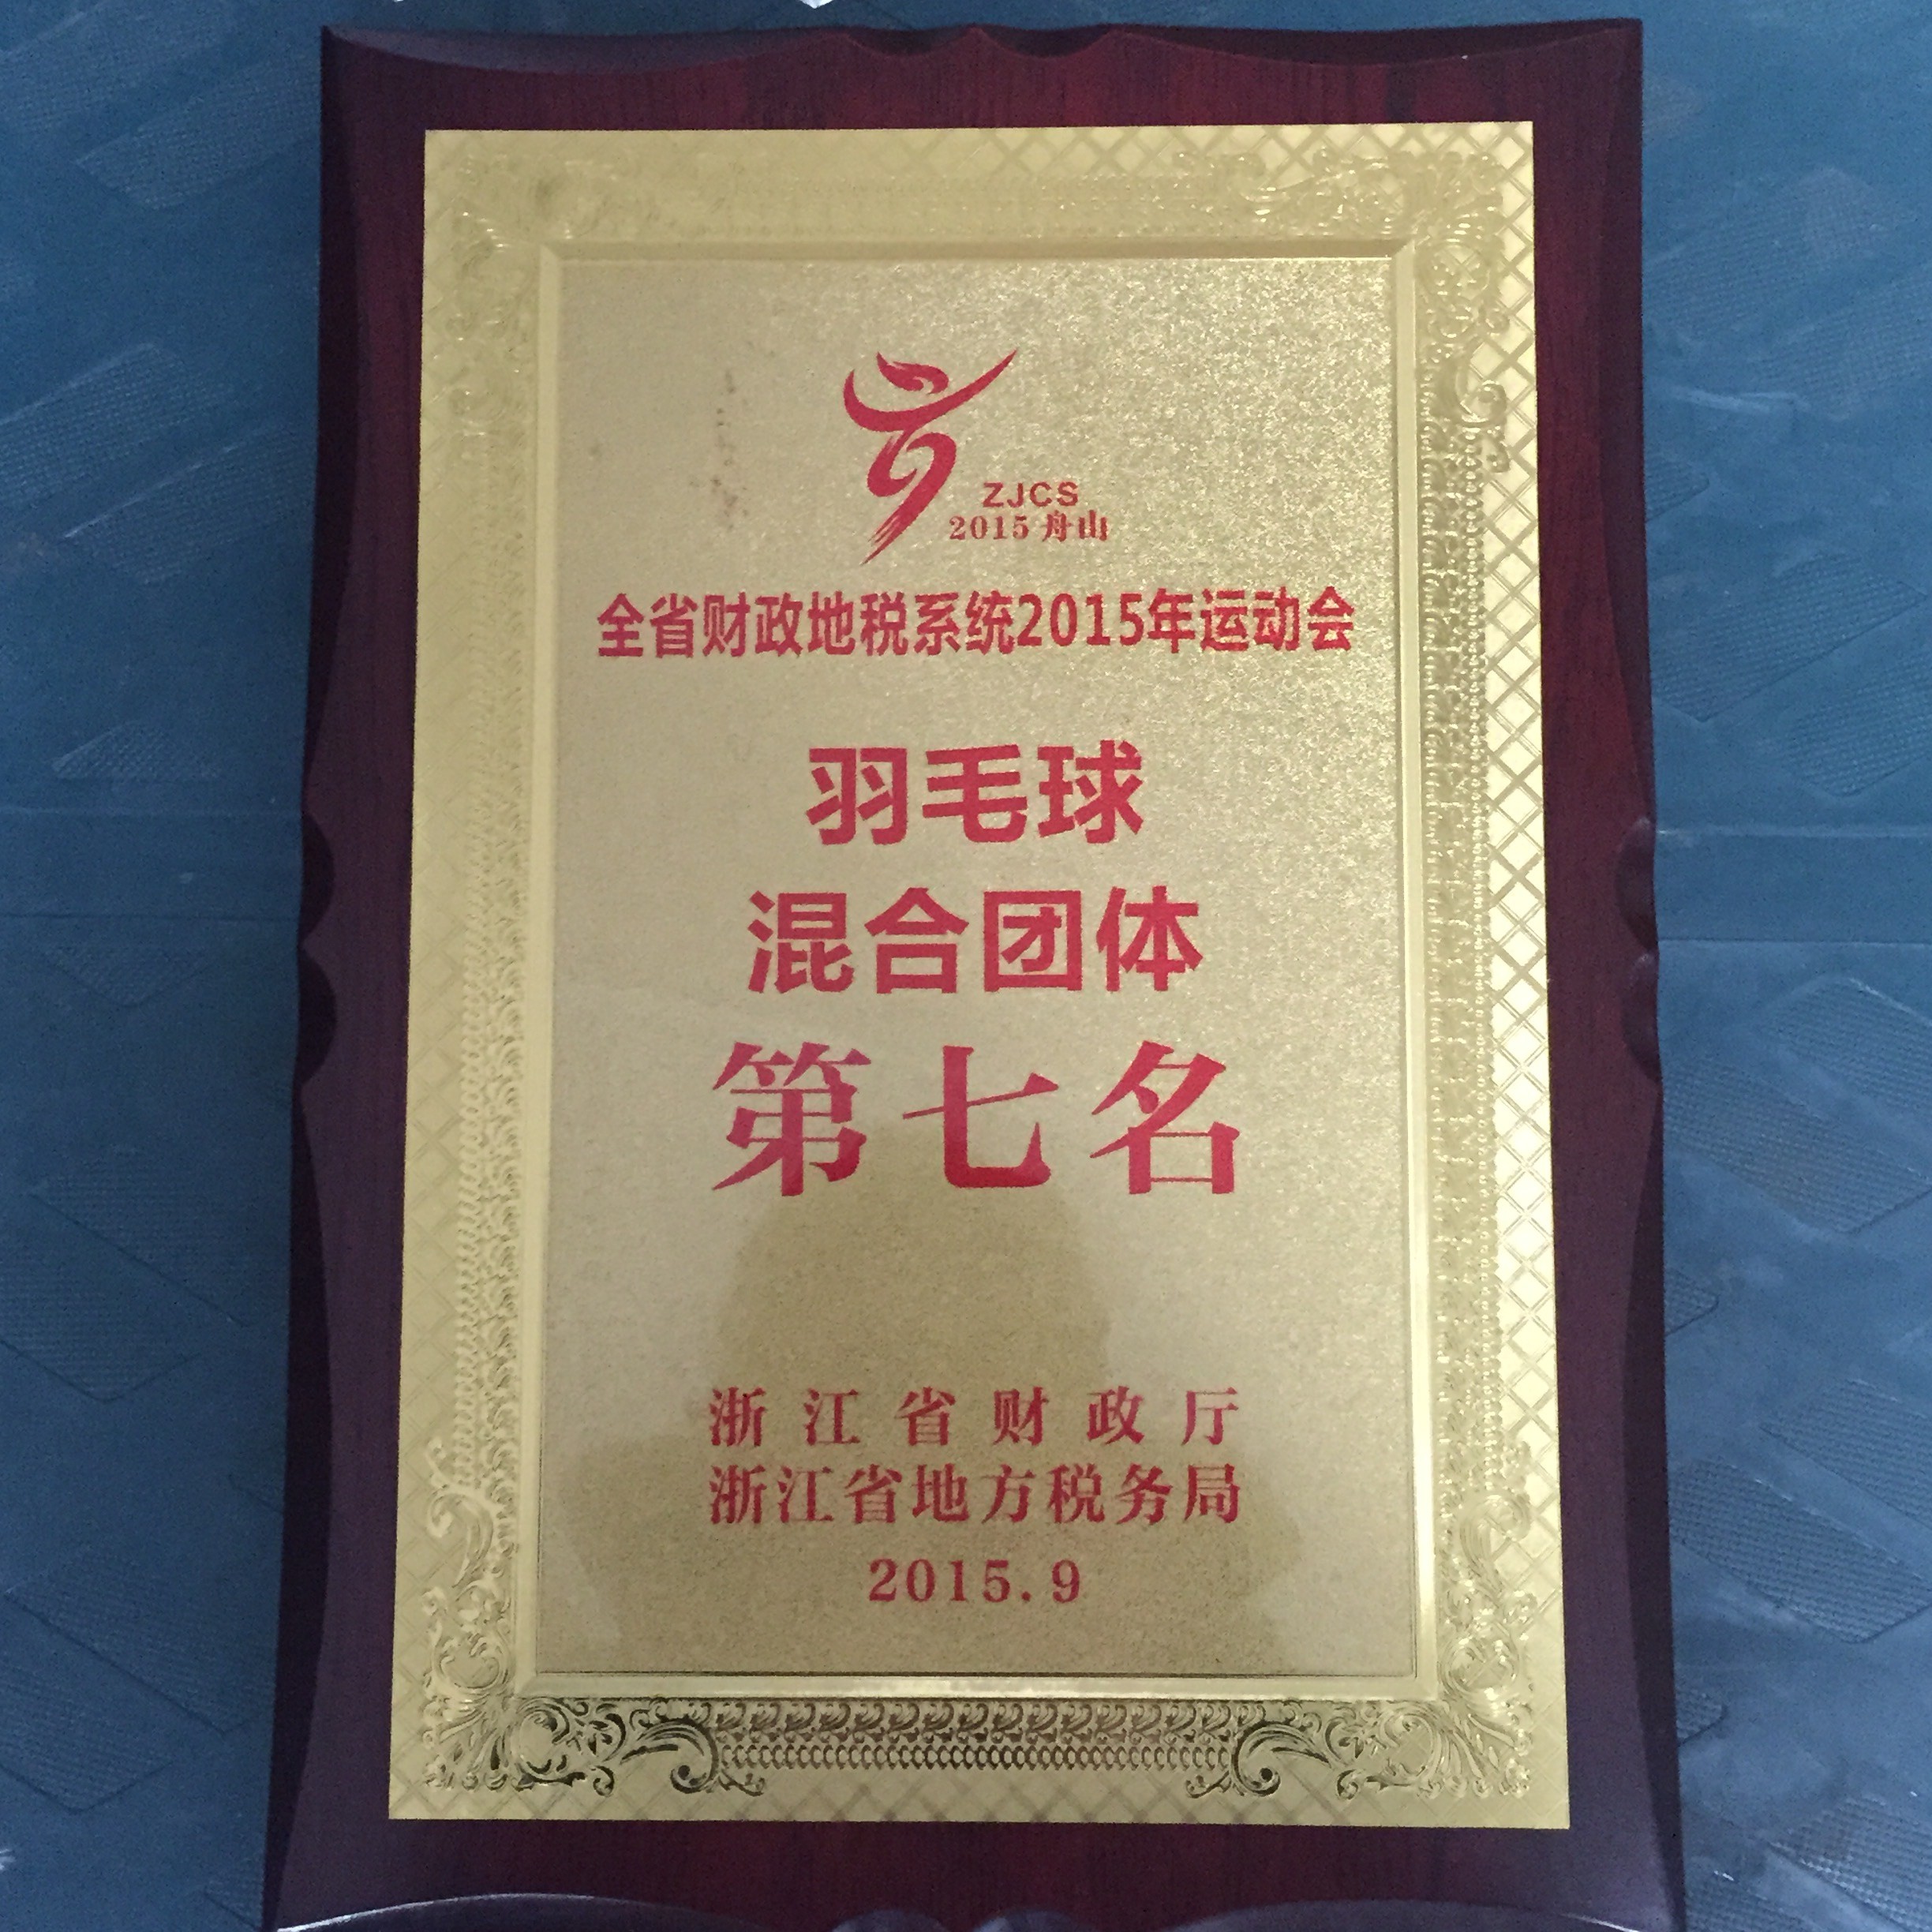 ZJCS
2015 舟山
全省财政地税系统2015年运动会
羽毛球
混合团体
第七名
浙江省财政厅
浙江省地方税务局
2015.9